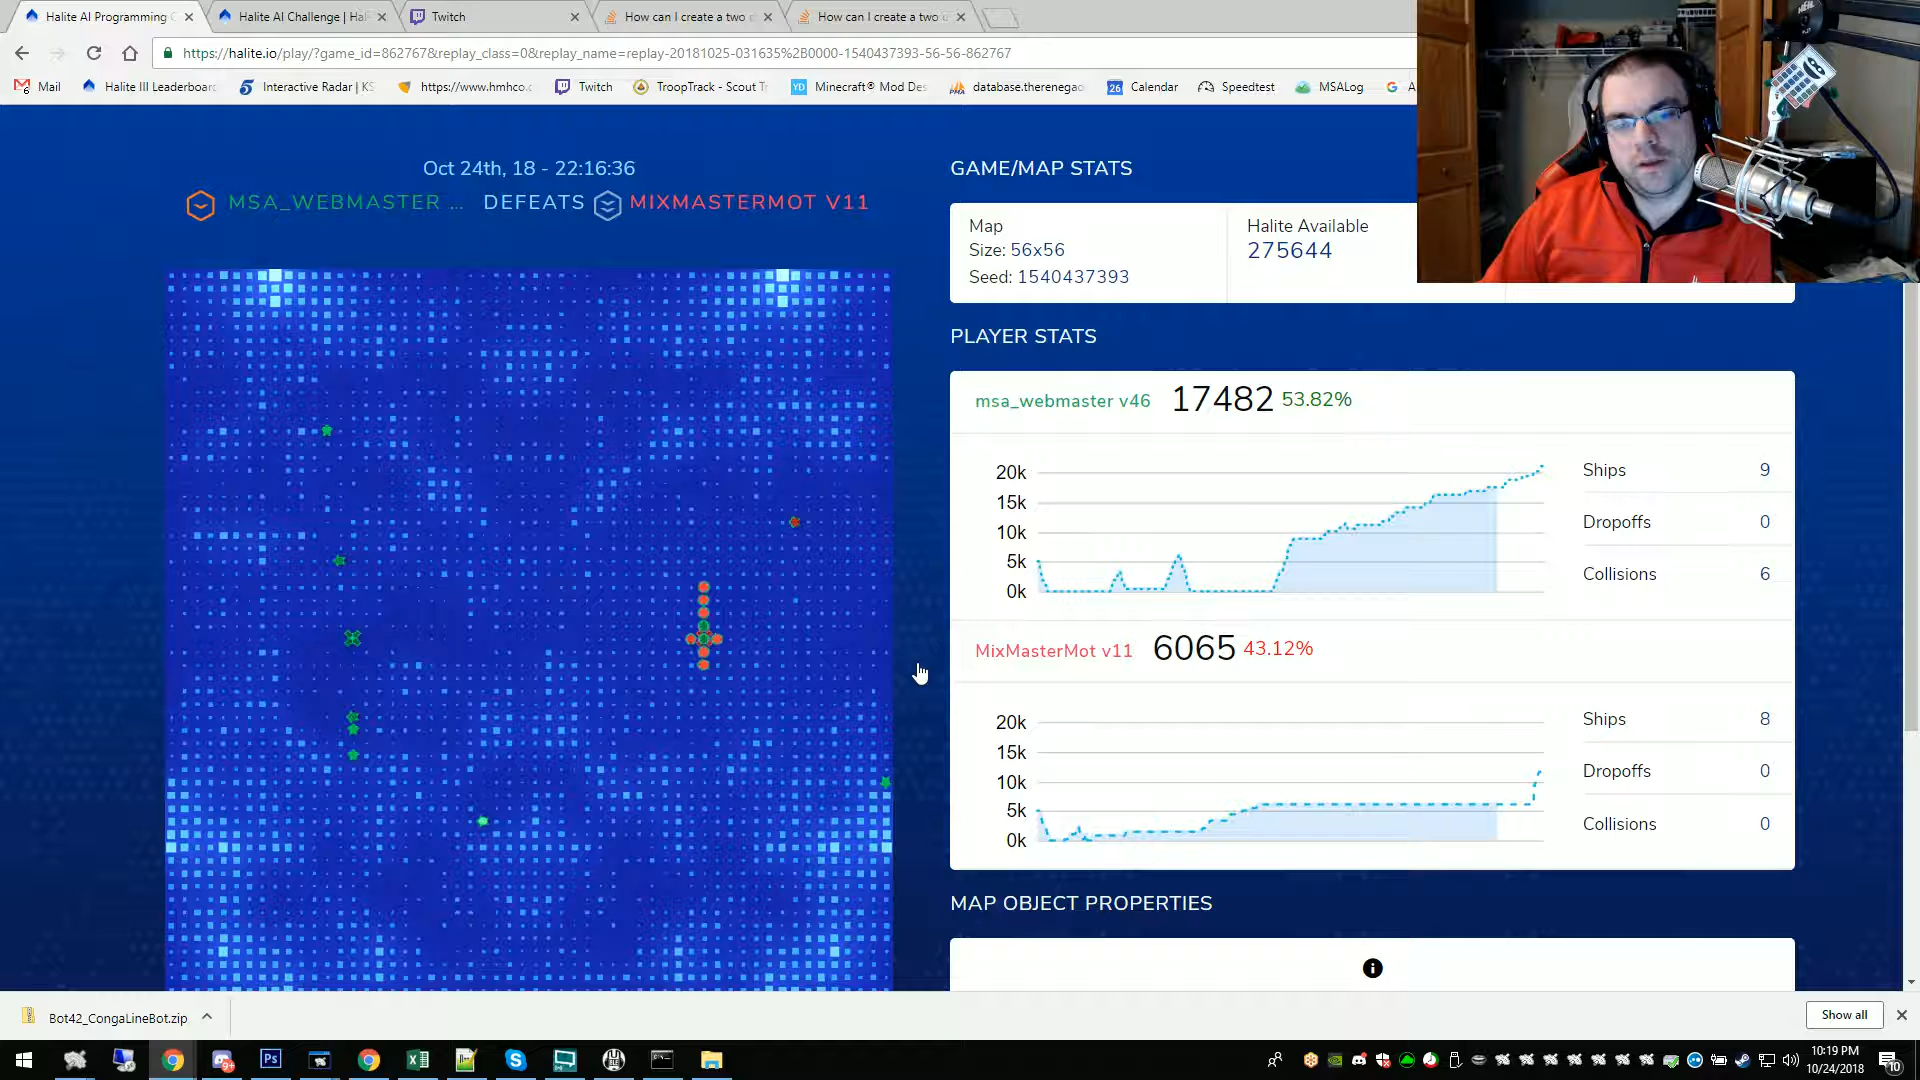 Halite AI Programming C
Halite AI Challenge | Hal
Twitch
How can I create a two d
How can I create a two d
https://halite.io/play/?game_id=862767&replay_class=0&replay_name=replay-20181025-031635%2B0000-1540437393-56-56-862767
Mail
Halite III Leaderboard
Interactive Radar | KS
https://www.hmhco.c
Twitch
TroopTrack - Scout T
Minecraft® Mod Des
database.therenegad
Calendar
Speedtest
MSALog
Oct 24th, 18 - 22:16:36
MSA_WEBMASTER ... DEFEATS MIXMASTERMOT V11
GAME/MAP STATS
Map
Size: 56x56
Seed: 1540437393
Halite Available
275644
PLAYER STATS
msa_webmaster v46 17482 53.82%
20k
15k
10k
5k
0k
Ships 9
Dropoffs 0
Collisions 6
MixMasterMot v11 6065 43.12%
20k
15k
10k
5k
0k
Ships 8
Dropoffs 0
Collisions 0
MAP OBJECT PROPERTIES
Bot42_CongaLineBot.zip
Show all
10:19 PM
10/24/2018